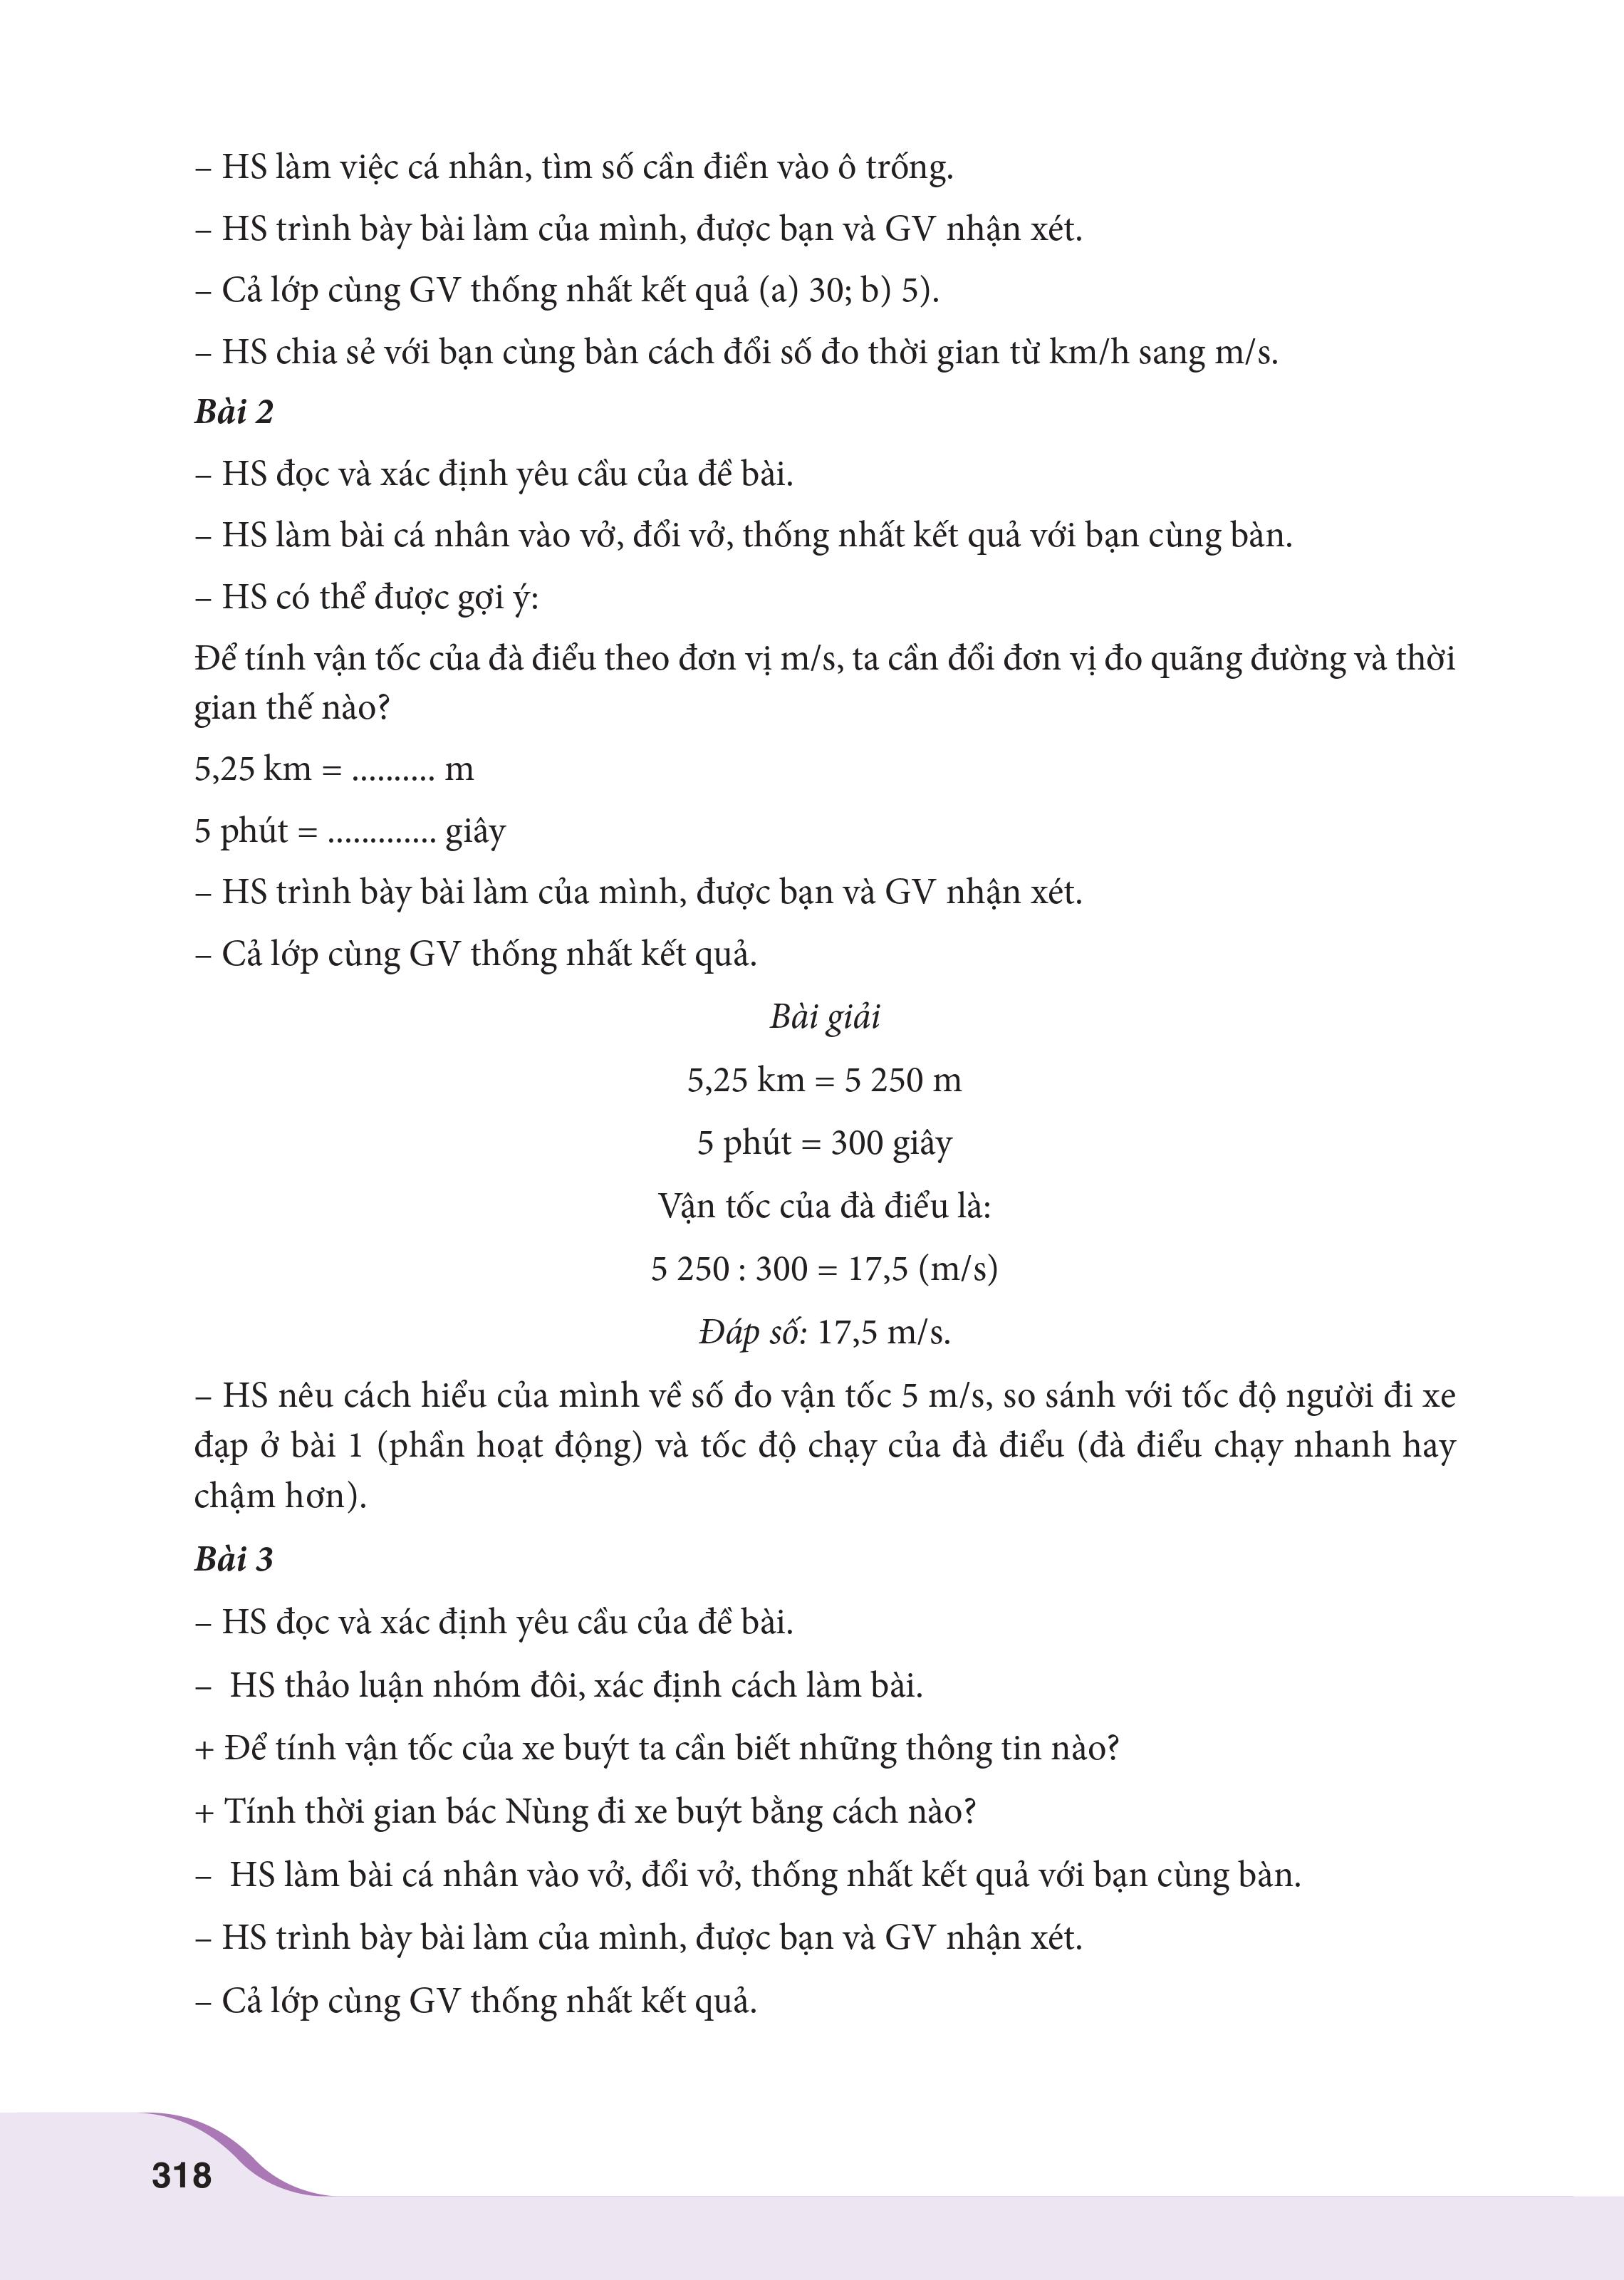 – HS làm việc cá nhân, tìm số cần điền vào ô trống.
– HS trình bày bài làm của mình, được bạn và GV nhận xét.
– Cả lớp cùng GV thống nhất kết quả (a) 30; b) 5).
– HS chia sẻ với bạn cùng bàn cách đổi số đo thời gian từ km/h sang m/s.
Bài 2
– HS đọc và xác định yêu cầu của đề bài.
– HS làm bài cá nhân vào vở, đổi vở, thống nhất kết quả với bạn cùng bàn.
– HS có thể được gợi ý:
Để tính vận tốc của đà điểu theo đơn vị m/s, ta cần đổi đơn vị đo quãng đường và thời
gian thế nào?
5,25 km = .......... m
5 phút = ............. giây
– HS trình bày bài làm của mình, được bạn và GV nhận xét.
– Cả lớp cùng GV thống nhất kết quả.
Bài giải
5,25 km = 5 250 m
5 phút = 300 giây
Vận tốc của đà điểu là:
5 250 : 300 = 17,5 (m/s)
Đáp số: 17,5 m/s.
– HS nêu cách hiểu của mình về số đo vận tốc 5 m/s, so sánh với tốc độ người đi xe
đạp ở bài 1 (phần hoạt động) và tốc độ chạy của đà điểu (đà điểu chạy nhanh hay
chậm hơn).
Bài 3
– HS đọc và xác định yêu cầu của đề bài.
– HS thảo luận nhóm đôi, xác định cách làm bài.
+ Để tính vận tốc của xe buýt ta cần biết những thông tin nào?
+ Tính thời gian bác Nùng đi xe buýt bằng cách nào?
– HS làm bài cá nhân vào vở, đổi vở, thống nhất kết quả với bạn cùng bàn.
– HS trình bày bài làm của mình, được bạn và GV nhận xét.
– Cả lớp cùng GV thống nhất kết quả.
318